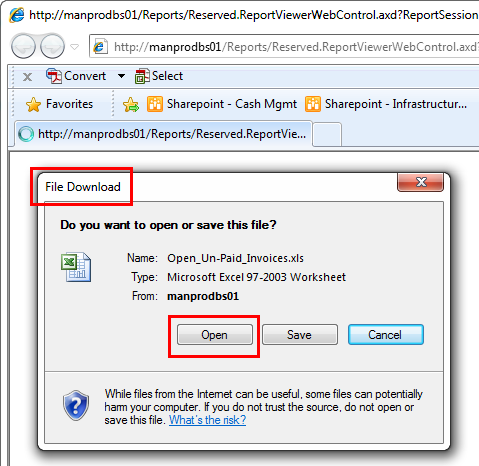 http://manprodbs01/Reports/Reserved.ReportViewerWebControl.axd?ReportSession
http://manprodbs01/Reports/Reserved.ReportViewerWebControl.axd?
x Convert Select
Favorites Sharepoint - Cash Mgmt Sharepoint - Infrastructur...
http://manprodbs01/Reports/Reserved.ReportVie...
File Download
Do you want to open or save this file?
Name: Open_Un-Paid_Invoices.xls
Type: Microsoft Excel 97-2003 Worksheet
From: manprodbs01
Open Save Cancel
While files from the Internet can be useful, some files can potentially
harm your computer. If you do not trust the source, do not open or
save this file. What's the risk?